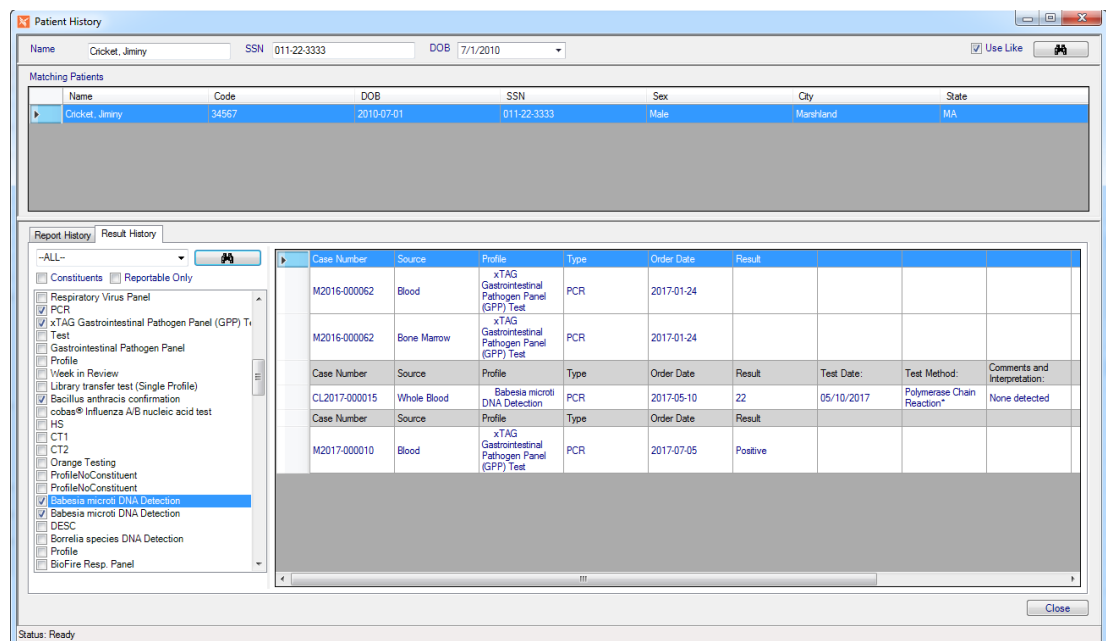 Patient History
Name Cricket, Jiminy SSN 011-22-3333 DOB 7/1/2010 Use Like
Matching Patients
Name Code DOB SSN Sex City State
Cricket, Jiminy 34567 2010-07-01 011-22-3333 Male Marshland MA
Report History Result History
--ALL--
Constituents Reportable Only
Respiratory Virus Panel
PCR
xTAG Gastrointestinal Pathogen Panel (GPP) T
Test
Gastrointestinal Pathogen Panel
Profile
Week in Review
Library transfer test (Single Profile)
Bacillus anthracis confirmation
cobas® Influenza A/B nucleic acid test
HS
CT1
CT2
Orange Testing
ProfileNoConstituent
ProfileNoConstituent
Babesia microti DNA Detection
Babesia microti DNA Detection
DESC
Borrelia species DNA Detection
Profile
BioFire Resp. Panel
Case Number Source Profile Type Order Date Result
xTAG
Gastrointestinal
M2016-000062 Blood Pathogen Panel PCR 2017-01-24
(GPP) Test
xTAG
Gastrointestinal
M2016-000062 Bone Marrow Pathogen Panel PCR 2017-01-24
(GPP) Test
Case Number Source Profile Type Order Date Result Test Date: Test Method: Comments and
Interpretation:
CL2017-000015 Whole Blood Babesia microti PCR 2017-05-10 22 05/10/2017 Polymerase Chain None detected
DNA Detection Reaction*
Case Number Source Profile Type Order Date Result
xTAG
Gastrointestinal
M2017-000010 Blood Pathogen Panel PCR 2017-07-05 Positive
(GPP) Test
Close
Status: Ready